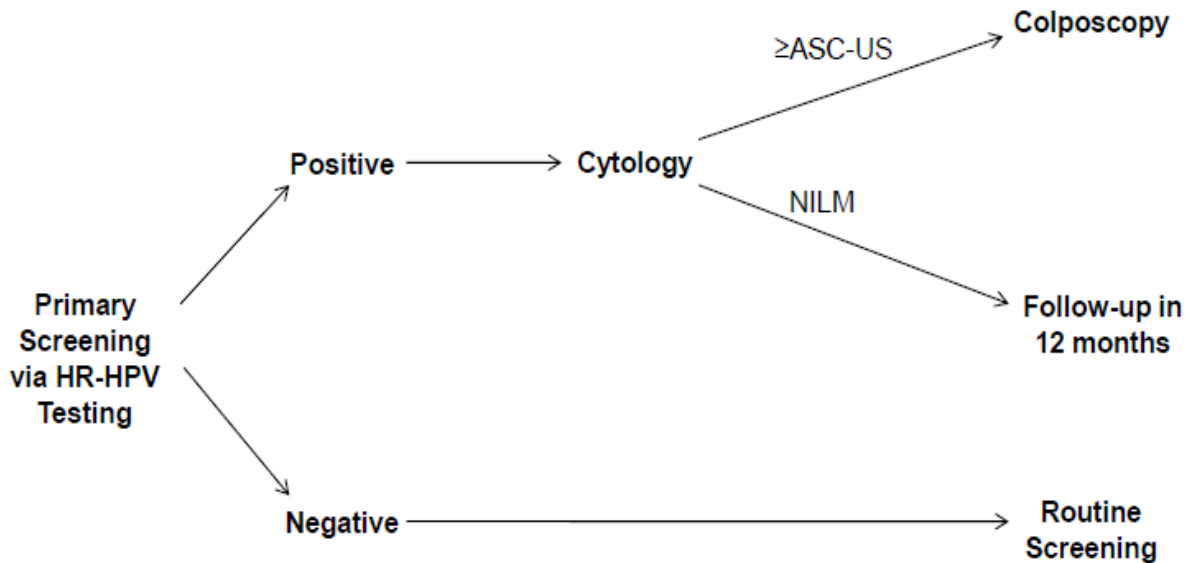 Colposcopy
≥ASC-US
Positive
Cytology
NILM
Primary
Screening
via HR-HPV
Testing
Follow-up in
12 months
Negative
Routine
Screening